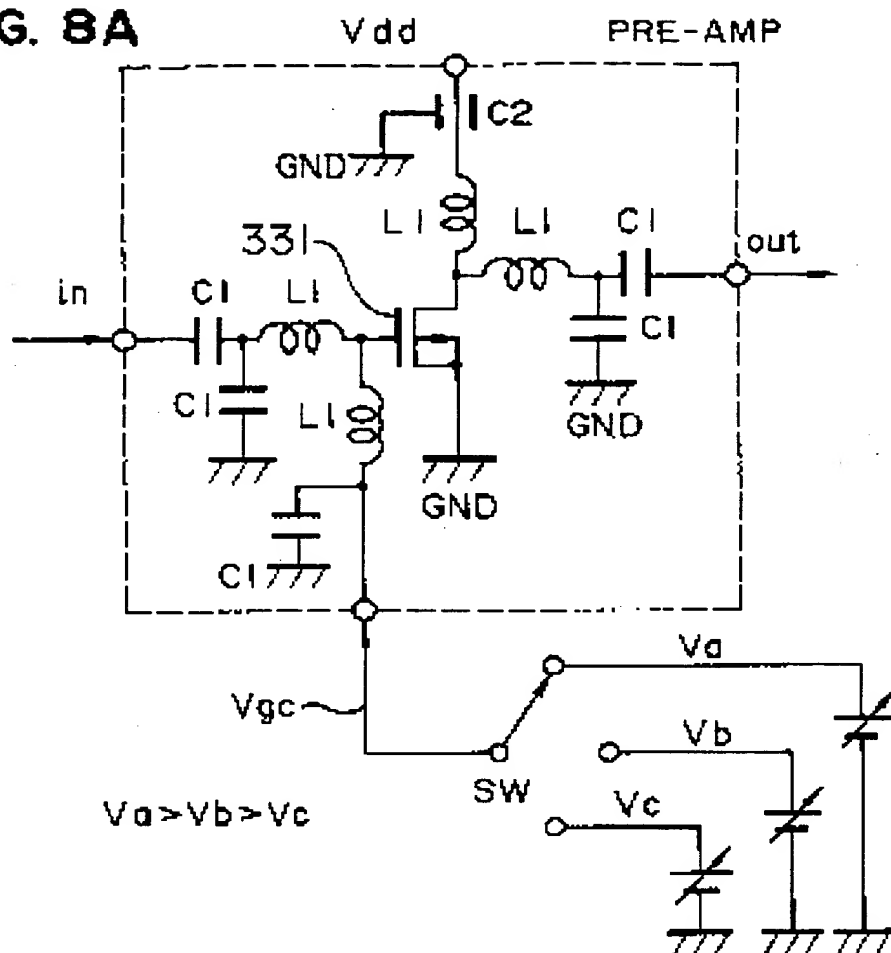 G. 8A
Vdd
PRE-AMP
C2
GND
L1
L1
C1
out
331
in
C1
L1
C1
C1
L1
GND
GND
C1
Va
Vgc
Vb
SW
Vc
Va>Vb>Vc